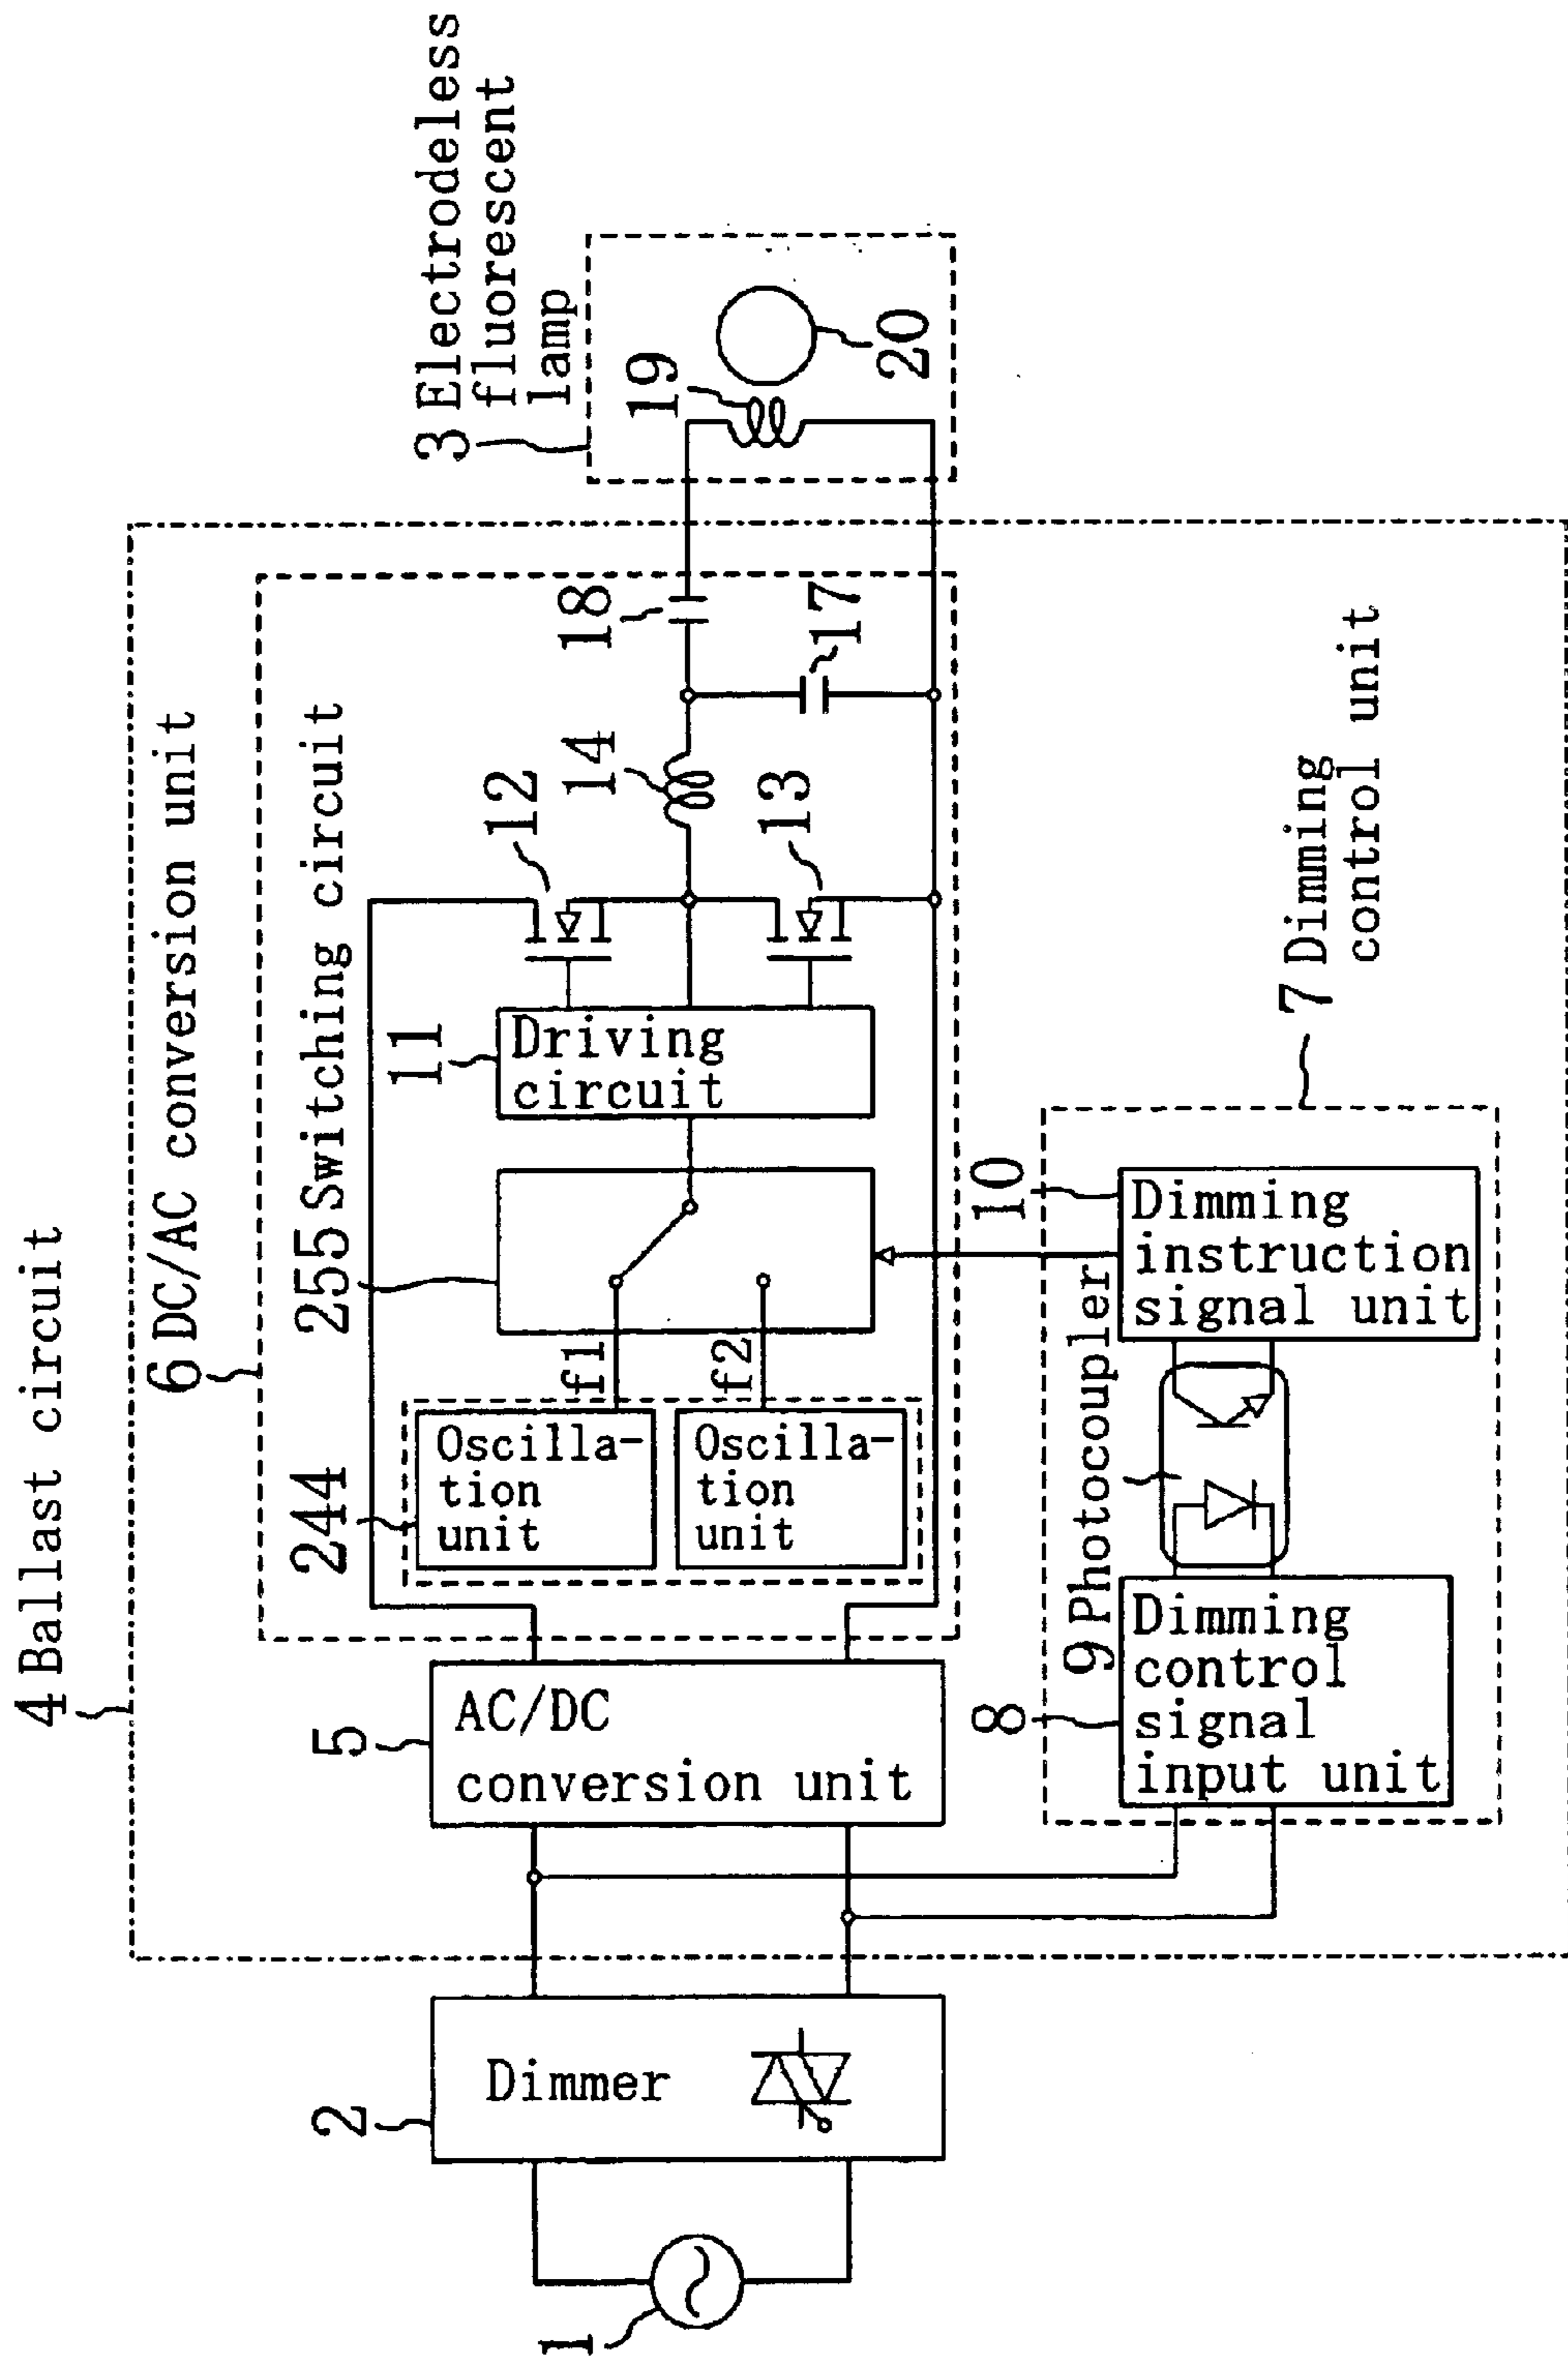 4 Ballast circuit
6 DC/AC conversion unit
255 Switching circuit
3 Electrodeless
fluorescent
lamp
244
Oscilla-
tion
unit
Oscilla-
tion
unit
f1
f2
11
Driving
circuit
12
13
14
18
17
19
20
5
AC/DC
conversion unit
2
Dimmer
1
8
Dimming
control
signal
input unit
9 Photocoupler
10
Dimming
instruction
signal unit
7 Dimming
control unit